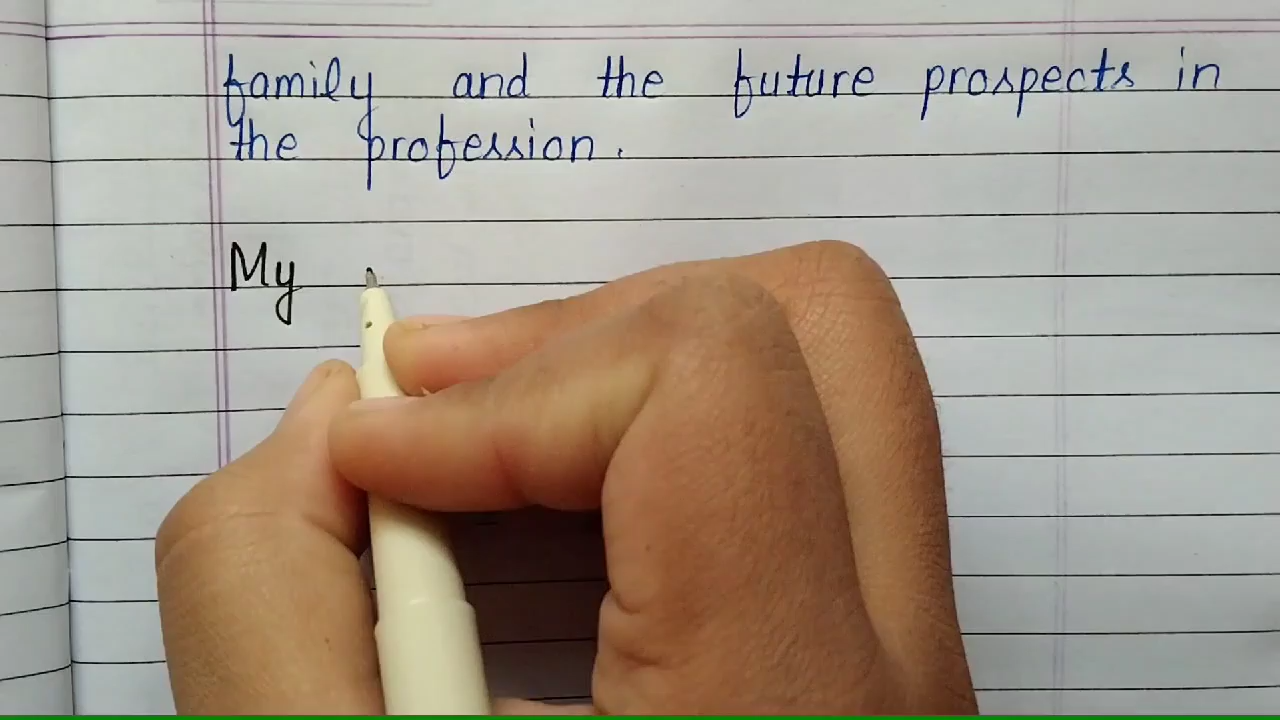 family and the future prospects in
the profession.
My